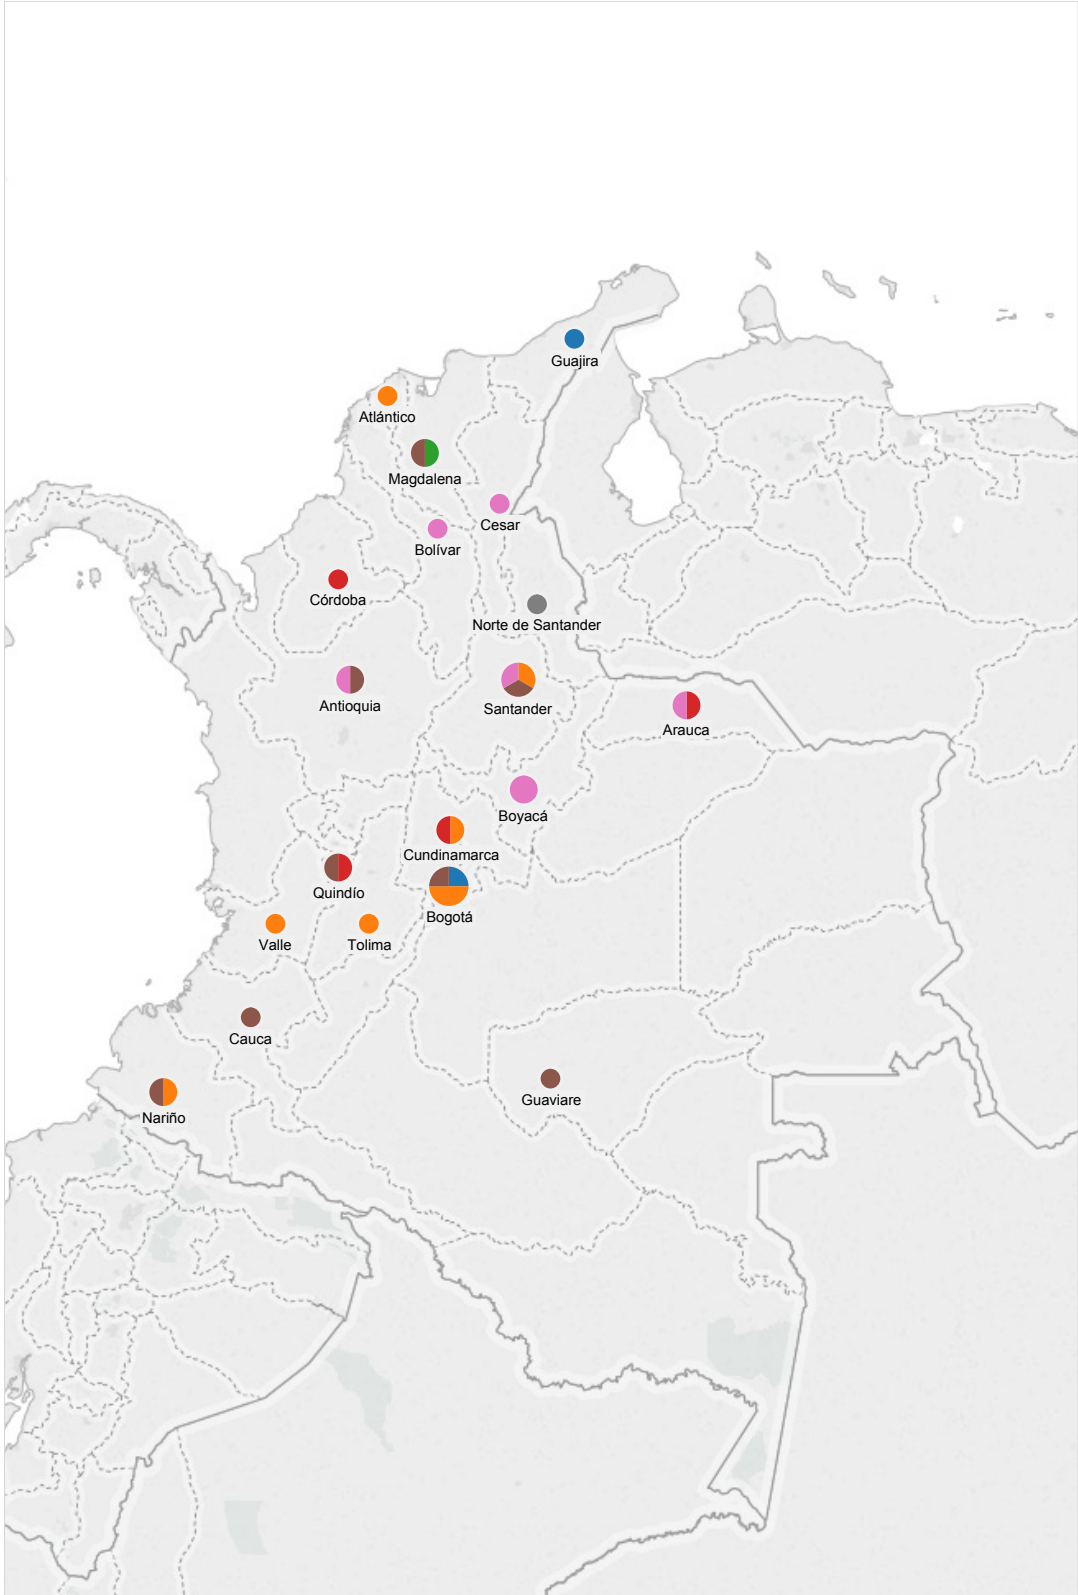 Guajira
Atlántico
Magdalena
Cesar
Bolívar
Córdoba
Norte de Santander
Antioquia
Santander
Arauca
Boyacá
Cundinamarca
Quindío
Bogotá
Valle
Tolima
Cauca
Guaviare
Nariño